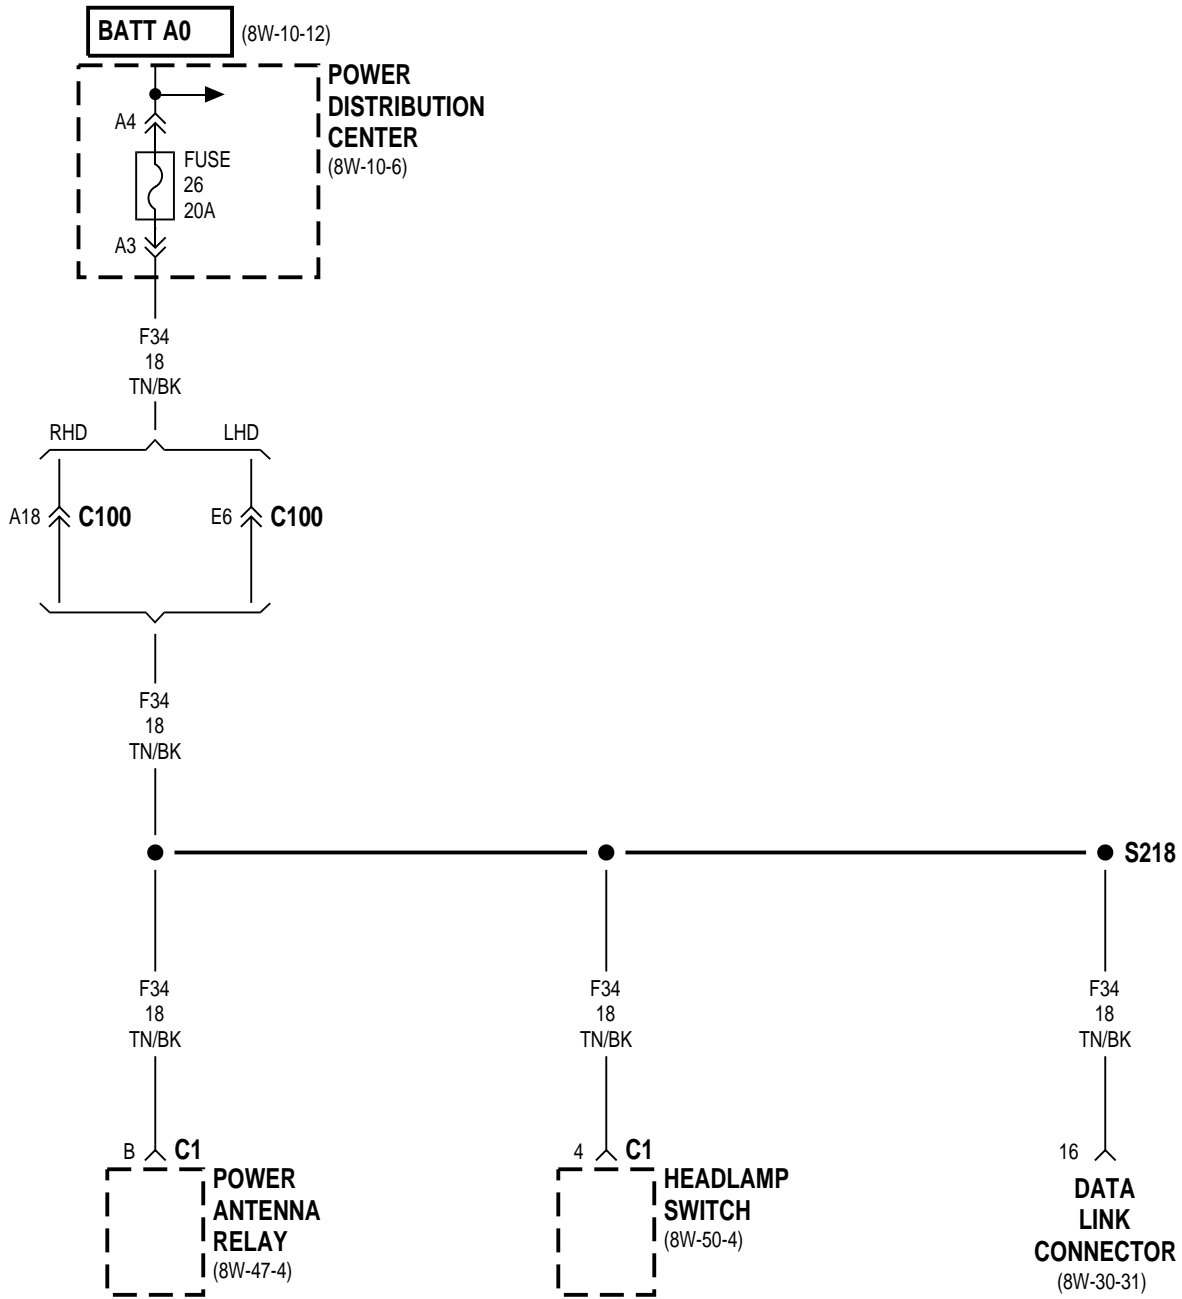 BATT A0 (8W-10-12)
POWER
DISTRIBUTION
CENTER
(8W-10-6)
A4
FUSE
26
20A
A3
F34
18
TN/BK
RHD LHD
A18 C100 E6 C100
F34
18
TN/BK
S218
F34
18
TN/BK
F34
18
TN/BK
F34
18
TN/BK
B C1
POWER
ANTENNA
RELAY
(8W-47-4)
4 C1
HEADLAMP
SWITCH
(8W-50-4)
16
DATA
LINK
CONNECTOR
(8W-30-31)